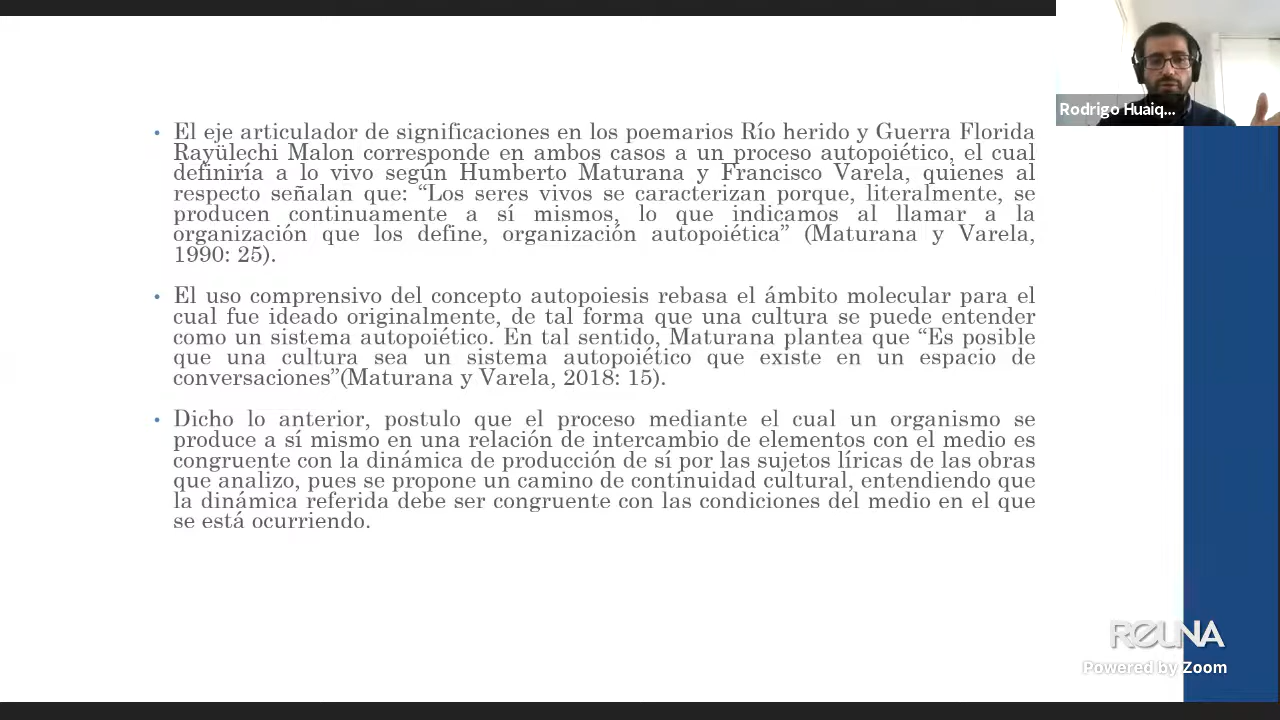 Rodrigo Huaiq...
• El eje articulador de significaciones en los poemarios Río herido y Guerra Florida
Rayülechi Malon corresponde en ambos casos a un proceso autopoiético, el cual
definiría a lo vivo según Humberto Maturana y Francisco Varela, quienes al
respecto señalan que: “Los seres vivos se caracterizan porque, literalmente, se
producen continuamente a sí mismos, lo que indicamos al llamar a la
organización que los define, organización autopoiética” (Maturana y Varela,
1990: 25).
• El uso comprensivo del concepto autopoiesis rebasa el ámbito molecular para el
cual fue ideado originalmente, de tal forma que una cultura se puede entender
como un sistema autopoiético. En tal sentido, Maturana plantea que “Es posible
que una cultura sea un sistema autopoiético que existe en un espacio de
conversaciones”(Maturana y Varela, 2018: 15).
• Dicho lo anterior, postulo que el proceso mediante el cual un organismo se
produce a sí mismo en una relación de intercambio de elementos con el medio es
congruente con la dinámica de producción de sí por las sujetos líricas de las obras
que analizo, pues se propone un camino de continuidad cultural, entendiendo que
la dinámica referida debe ser congruente con las condiciones del medio en el que
se está ocurriendo.
REUNA
Powered by Zoom